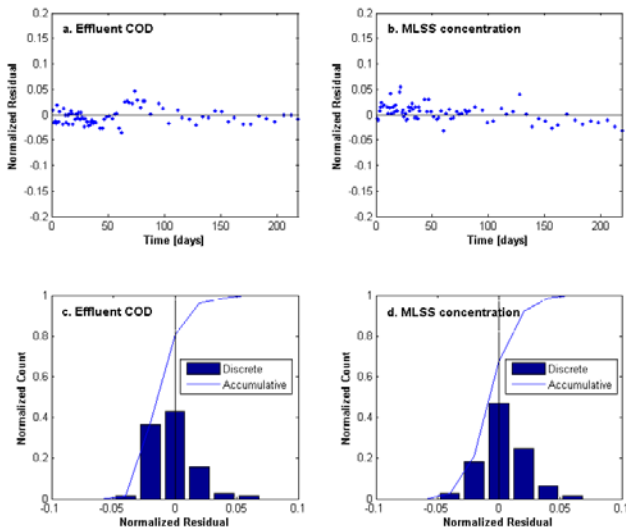 a. Effluent COD
Normalized Residual
0.2
0.15
0.1
0.05
0
-0.05
-0.1
-0.15
-0.2
0 50 100 150 200
Time [days]
b. MLSS concentration
Normalized Residual
0.2
0.15
0.1
0.05
0
-0.05
-0.1
-0.15
0.2
0 50 100 150 200
Time [days]
c. Effluent COD
Normalized Count
1
0.8
0.6
0.4
0.2
0
-0.1 -0.05 0 0.05 0.1
Normalized Residual
Discrete
Accumulative
d. MLSS concentration
Normalized Count
1
0.8
0.6
0.4
0.2
0
-0.1 -0.05 0 0.05 0.1
Normalized Residual
Discrete
Accumulative